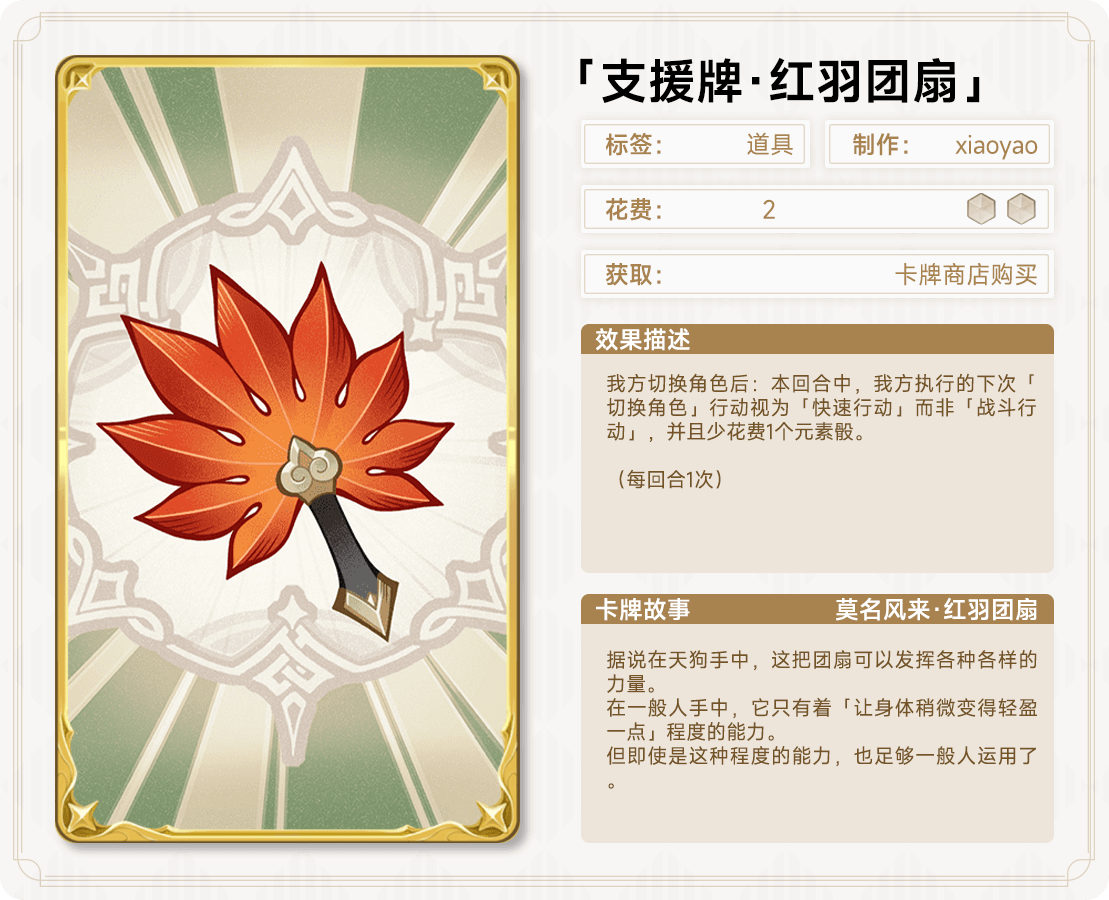 「支援牌·红羽团扇」
标签： 道具
制作： xiaoyao
花费： 2
获取： 卡牌商店购买
效果描述
我方切换角色后：本回合中，我方执行的下次「
切换角色」行动视为「快速行动」而非「战斗行
动」，并且少花费1个元素骰。
（每回合1次）
卡牌故事 莫名风来·红羽团扇
据说在天狗手中，这把团扇可以发挥各种各样的
力量。
在一般人手中，它只有着「让身体稍微变得轻盈
一点」程度的能力。
但即使是这种程度的能力，也足够一般人运用了
。